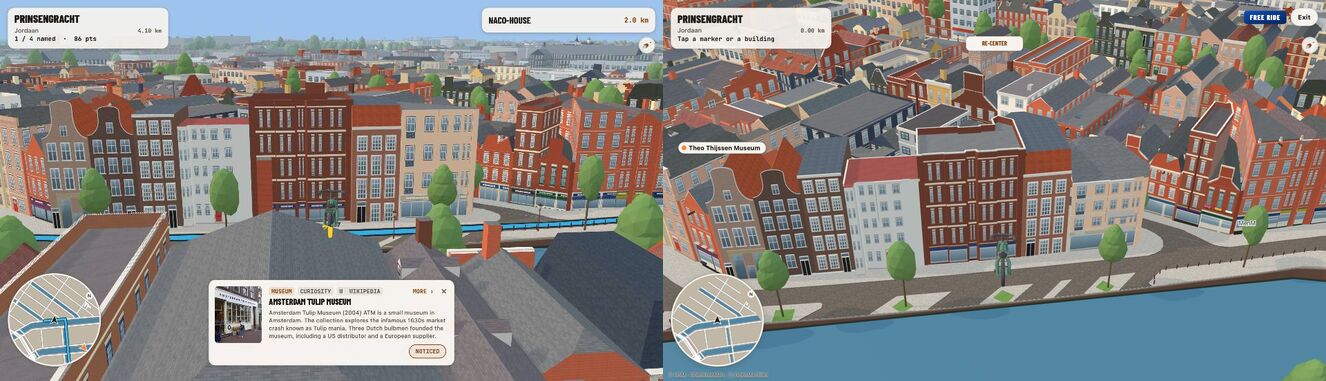 PRINSENGRACHT
Jordaan 4.10 km
1 / 4 named · 86 pts
NACO-HOUSE 2.0 km
N
MUSEUM CURIOSITY W WIKIPEDIA MORE › ×
AMSTERDAM TULIP MUSEUM
Amsterdam Tulip Museum (2004) ATM is a small museum in
Amsterdam. The collection explores the infamous 1630s market
crash known as Tulip mania. Three Dutch bulbmen founded the
museum, including a US distributor and a European supplier.
NOTICED
PRINSENGRACHT
Jordaan 0.00 km
Tap a marker or a building
FREE RIDE
Exit
RE-CENTER
Theo Thijssen Museum
N